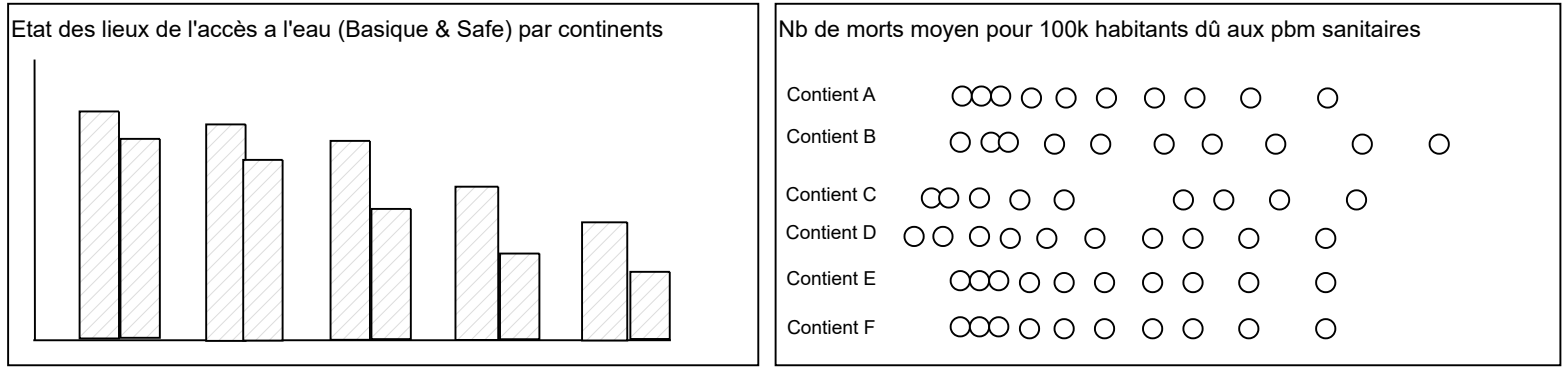 Etat des lieux de l'accès a l'eau (Basique & Safe) par continents
Nb de morts moyen pour 100k habitants dû aux pbm sanitaires
Contient A
Contient B
Contient C
Contient D
Contient E
Contient F